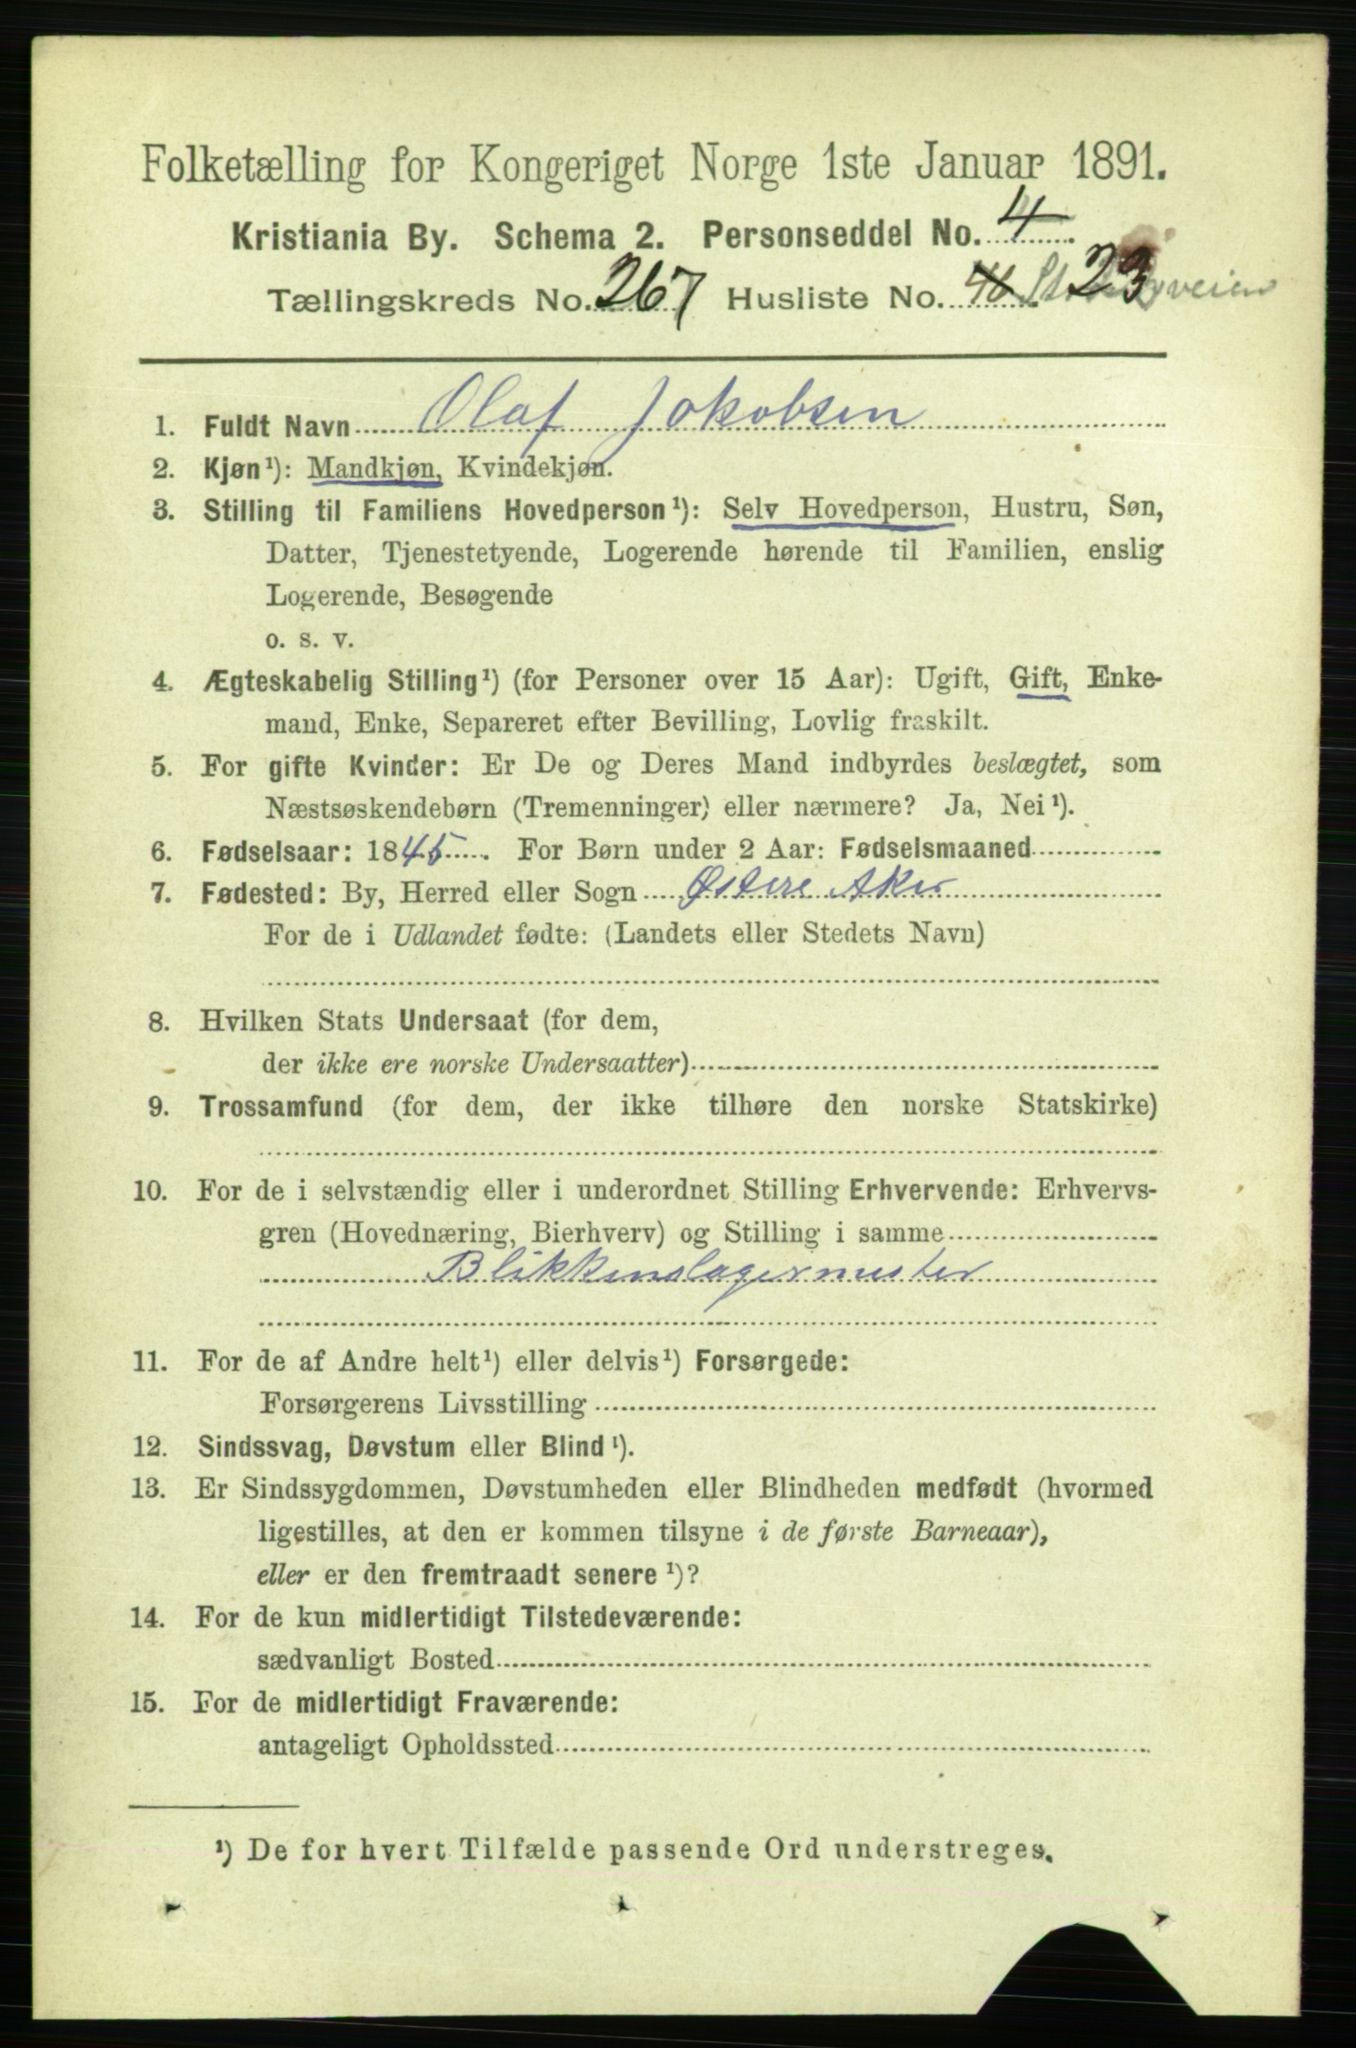 Folketælling for Kongeriget Norge 1ste Januar 1891.
Kristiania By. Schema 2. Personseddel No. 4
Tællingskreds No. 267 Husliste No. 23
1. Fuldt Navn Olaf Jakobsen
2. Kjøn¹): Mandkjøn, Kvindekjøn.
3. Stilling til Familiens Hovedperson¹): Selv Hovedperson, Hustru, Søn,
Datter, Tjenestetyende, Logerende hørende til Familien, enslig
Logerende, Besøgende
o. s. v.
4. Ægteskabelig Stilling¹) (for Personer over 15 Aar): Ugift, Gift, Enke-
mand, Enke, Separeret efter Bevilling, Lovlig fraskilt.
5. For gifte Kvinder: Er De og Deres Mand indbyrdes beslægtet, som
Næstsøskendebørn (Tremenninger) eller nærmere? Ja, Nei¹).
6. Fødselsaar: 1845. For Børn under 2 Aar: Fødselsmaaned
7. Fødested: By, Herred eller Sogn Østere Aker
For de i Udlandet fødte: (Landets eller Stedets Navn)
8. Hvilken Stats Undersaat (for dem,
der ikke ere norske Undersaatter)
9. Trossamfund (for dem, der ikke tilhøre den norske Statskirke)
10. For de i selvstændig eller i underordnet Stilling Erhvervende: Erhvervs-
gren (Hovednæring, Bierhverv) og Stilling i samme
Blikkenslagermester
11. For de af Andre helt¹) eller delvis¹) Forsørgede:
Forsørgerens Livsstilling
12. Sindssvag, Døvstum eller Blind¹).
13. Er Sindssygdommen, Døvstumheden eller Blindheden medfødt (hvormed
ligestilles, at den er kommen tilsyne i de første Barneaar),
eller er den fremtraadt senere¹)?
14. For de kun midlertidigt Tilstedeværende:
sædvanligt Bosted
15. For de midlertidigt Fraværende:
antageligt Opholdssted
¹) De for hvert Tilfælde passende Ord understreges.